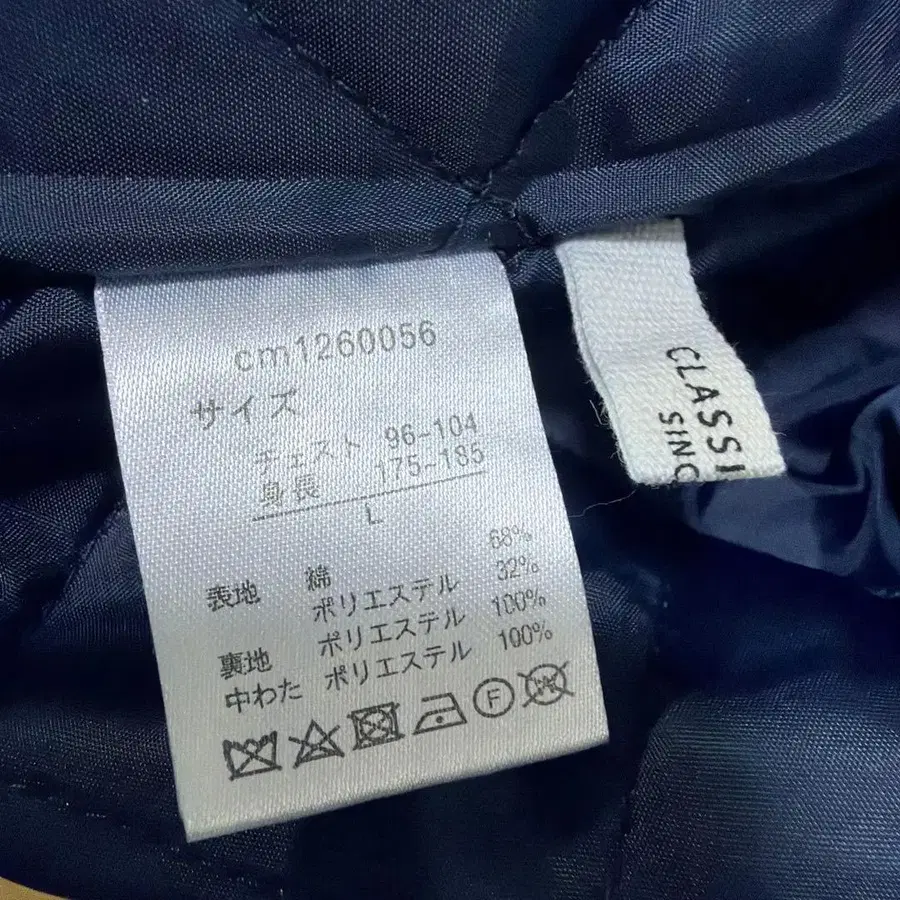 cm1260056
サイズ
チェスト 96-104
身長 175-185
L
表地 綿 68%
ポリエステル 32%
裏地 ポリエステル 100%
中わた ポリエステル 100%
F
W
CLASSSI
SINC